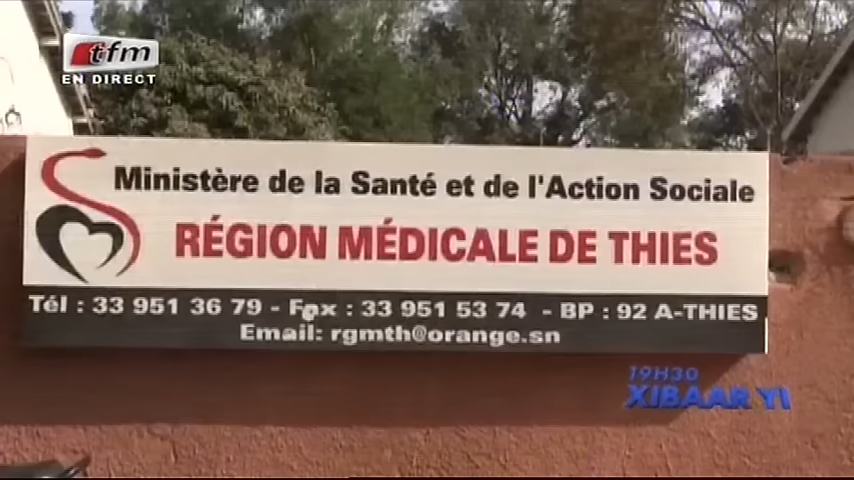 tfm
EN DIRECT
Ministère de la Santé et de l'Action Sociale
RÉGION MÉDICALE DE THIES
Tél : 33 951 36 79 - Fax : 33 951 53 74 - BP : 92 A-THIES
Email: rgmth@orange.sn
19H30
XIBAAR YI